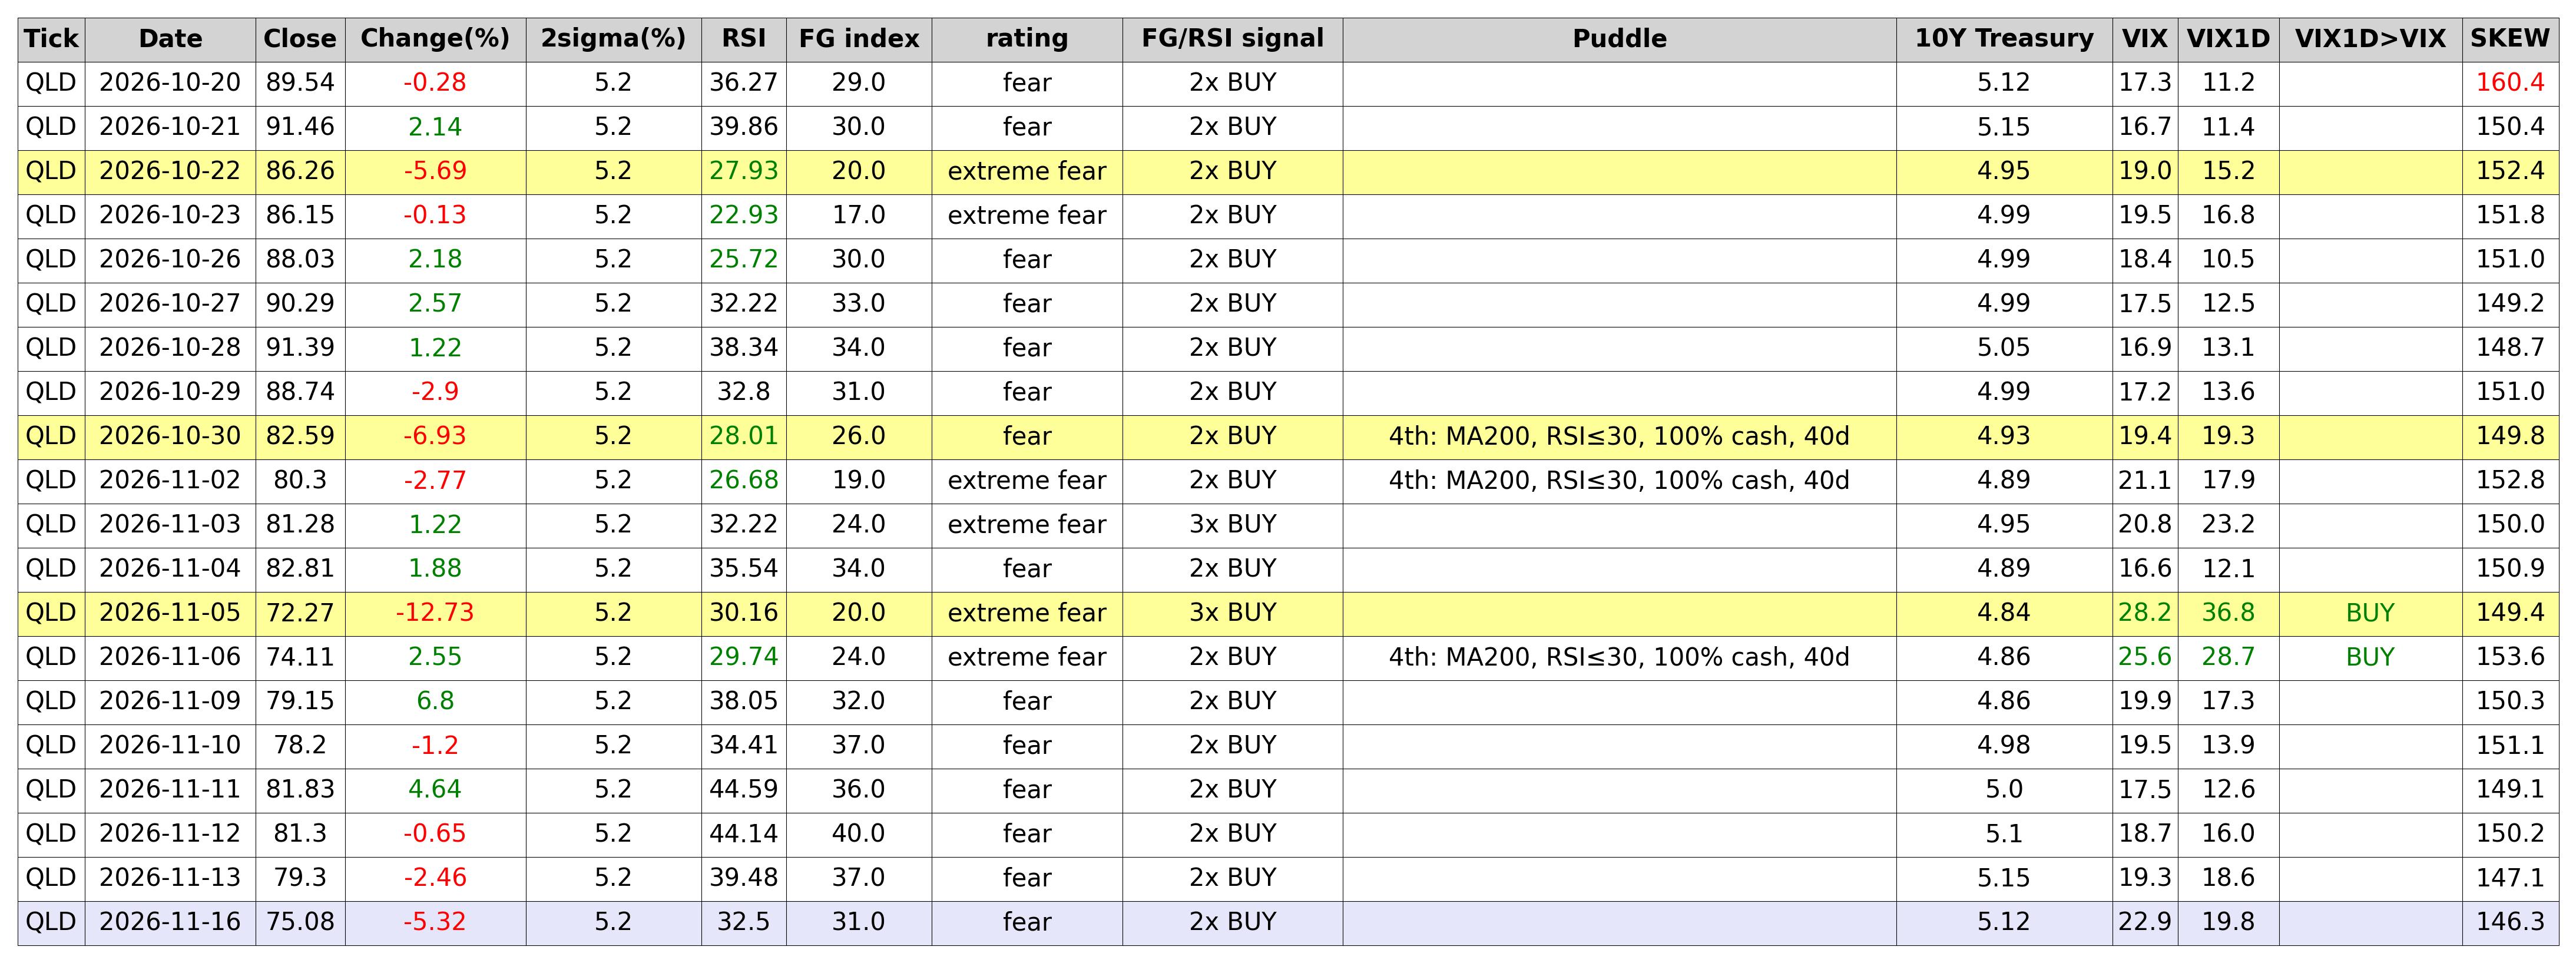 Tick Date Close Change(%) 2sigma(%) RSI FG index rating FG/RSI signal Puddle 10Y Treasury VIX VIX1D VIX1D>VIX SKEW
QLD 2026-10-20 89.54 -0.28 5.2 36.27 29.0 fear 2x BUY 5.12 17.3 11.2 160.4
QLD 2026-10-21 91.46 2.14 5.2 39.86 30.0 fear 2x BUY 5.15 16.7 11.4 150.4
QLD 2026-10-22 86.26 -5.69 5.2 27.93 20.0 extreme fear 2x BUY 4.95 19.0 15.2 152.4
QLD 2026-10-23 86.15 -0.13 5.2 22.93 17.0 extreme fear 2x BUY 4.99 19.5 16.8 151.8
QLD 2026-10-26 88.03 2.18 5.2 25.72 30.0 fear 2x BUY 4.99 18.4 10.5 151.0
QLD 2026-10-27 90.29 2.57 5.2 32.22 33.0 fear 2x BUY 4.99 17.5 12.5 149.2
QLD 2026-10-28 91.39 1.22 5.2 38.34 34.0 fear 2x BUY 5.05 16.9 13.1 148.7
QLD 2026-10-29 88.74 -2.9 5.2 32.8 31.0 fear 2x BUY 4.99 17.2 13.6 151.0
QLD 2026-10-30 82.59 -6.93 5.2 28.01 26.0 fear 2x BUY 4th: MA200, RSI≤30, 100% cash, 40d 4.93 19.4 19.3 149.8
QLD 2026-11-02 80.3 -2.77 5.2 26.68 19.0 extreme fear 2x BUY 4th: MA200, RSI≤30, 100% cash, 40d 4.89 21.1 17.9 152.8
QLD 2026-11-03 81.28 1.22 5.2 32.22 24.0 extreme fear 3x BUY 4.95 20.8 23.2 150.0
QLD 2026-11-04 82.81 1.88 5.2 35.54 34.0 fear 2x BUY 4.89 16.6 12.1 150.9
QLD 2026-11-05 72.27 -12.73 5.2 30.16 20.0 extreme fear 3x BUY 4.84 28.2 36.8 BUY 149.4
QLD 2026-11-06 74.11 2.55 5.2 29.74 24.0 extreme fear 2x BUY 4th: MA200, RSI≤30, 100% cash, 40d 4.86 25.6 28.7 BUY 153.6
QLD 2026-11-09 79.15 6.8 5.2 38.05 32.0 fear 2x BUY 4.86 19.9 17.3 150.3
QLD 2026-11-10 78.2 -1.2 5.2 34.41 37.0 fear 2x BUY 4.98 19.5 13.9 151.1
QLD 2026-11-11 81.83 4.64 5.2 44.59 36.0 fear 2x BUY 5.0 17.5 12.6 149.1
QLD 2026-11-12 81.3 -0.65 5.2 44.14 40.0 fear 2x BUY 5.1 18.7 16.0 150.2
QLD 2026-11-13 79.3 -2.46 5.2 39.48 37.0 fear 2x BUY 5.15 19.3 18.6 147.1
QLD 2026-11-16 75.08 -5.32 5.2 32.5 31.0 fear 2x BUY 5.12 22.9 19.8 146.3